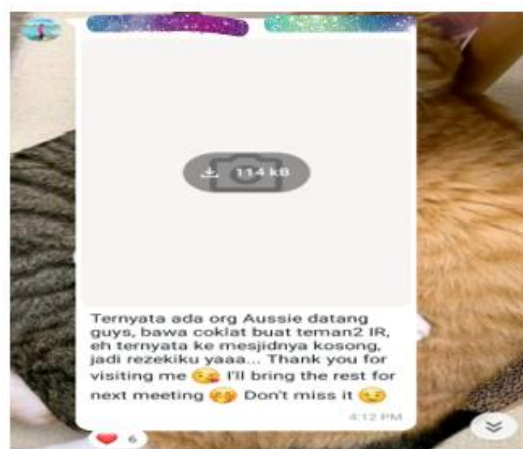 114 kB
Ternyata ada org Aussie datang
guys, bawa coklat buat teman2 IR,
eh ternyata ke mesjidnya kosong,
jadi rezekiku yaaa... Thank you for
visiting me 😘 I'll bring the rest for
next meeting 🤭 Don't miss it 😏
4:12 PM
❤️ 6